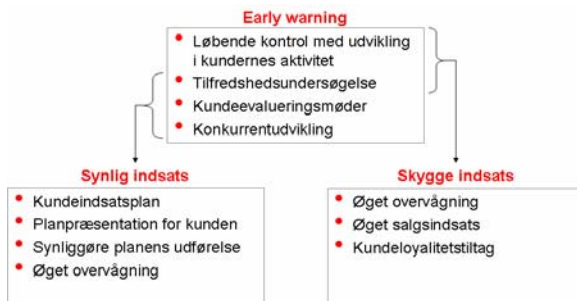 Early warning
• Løbende kontrol med udvikling
i kundernes aktivitet
• Tilfredshedsundersøgelse
• Kundeevalueringsmøder
• Konkurrentudvikling
Synlig indsats
• Kundeindsatsplan
• Planpræsentation for kunden
• Synliggøre planens udførelse
• Øget overvågning
Skygge indsats
• Øget overvågning
• Øget salgsindsats
• Kundeloyalitetstiltag